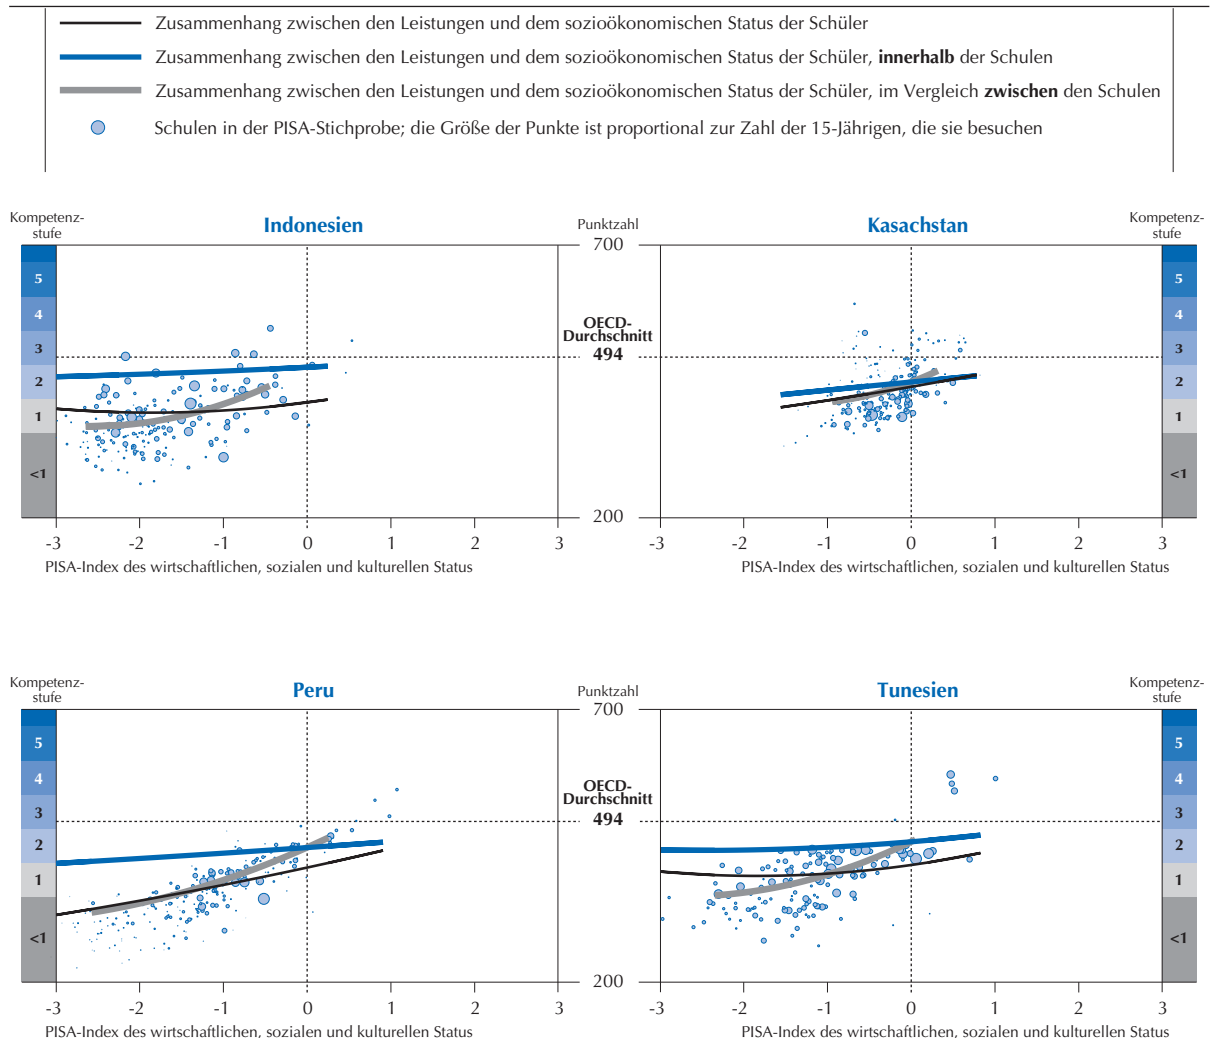 Zusammenhang zwischen den Leistungen und dem sozioökonomischen Status der Schüler
Zusammenhang zwischen den Leistungen und dem sozioökonomischen Status der Schüler, innerhalb der Schulen
Zusammenhang zwischen den Leistungen und dem sozioökonomischen Status der Schüler, im Vergleich zwischen den Schulen
Schulen in der PISA-Stichprobe; die Größe der Punkte ist proportional zur Zahl der 15-Jährigen, die sie besuchen
Kompetenz-
stufe
Indonesien
Punktzahl
Kasachstan
Kompetenz-
stufe
700
5
5
4
4
OECD-
Durchschnitt
494
3
3
2
2
1
1
<1
<1
200
-3 -2 -1 0 1 2 3
-3 -2 -1 0 1 2 3
PISA-Index des wirtschaftlichen, sozialen und kulturellen Status
PISA-Index des wirtschaftlichen, sozialen und kulturellen Status
Kompetenz-
stufe
Peru
Punktzahl
Tunesien
Kompetenz-
stufe
700
5
5
4
4
OECD-
Durchschnitt
494
3
3
2
2
1
1
<1
<1
200
-3 -2 -1 0 1 2 3
-3 -2 -1 0 1 2 3
PISA-Index des wirtschaftlichen, sozialen und kulturellen Status
PISA-Index des wirtschaftlichen, sozialen und kulturellen Status